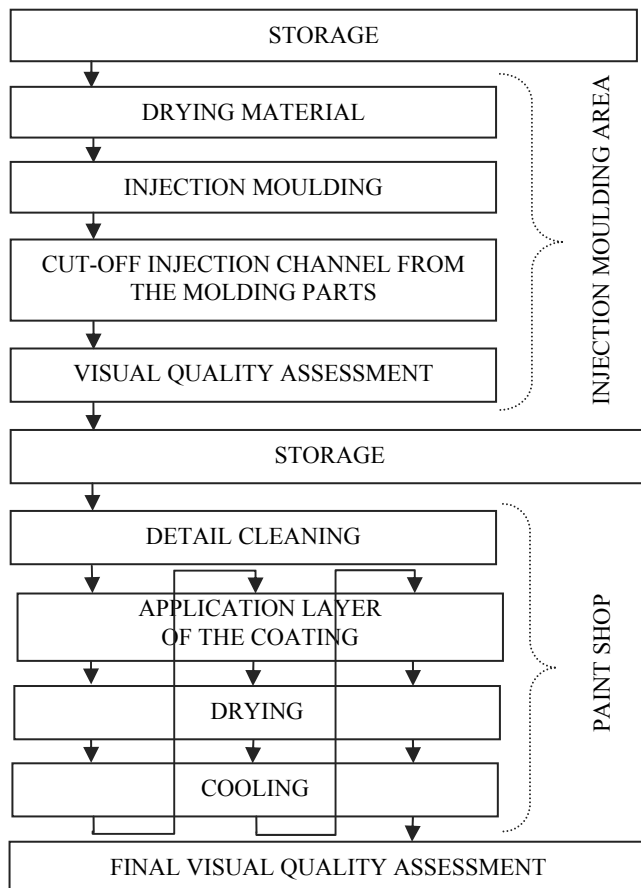 STORAGE
DRYING MATERIAL
INJECTION MOULDING
CUT-OFF INJECTION CHANNEL FROM
THE MOLDING PARTS
VISUAL QUALITY ASSESSMENT
INJECTION MOULDING AREA
STORAGE
DETAIL CLEANING
APPLICATION LAYER
OF THE COATING
DRYING
COOLING
PAINT SHOP
FINAL VISUAL QUALITY ASSESSMENT